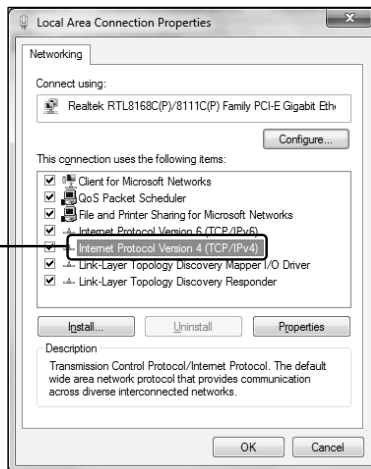 Local Area Connection Properties
Networking
Connect using:
Realtek RTL8168C(P)/8111C(P) Family PCI-E Gigabit Ethe
Configure...
This connection uses the following items:
Client for Microsoft Networks
QoS Packet Scheduler
File and Printer Sharing for Microsoft Networks
Internet Protocol Version 6 (TCP/IPv6)
Internet Protocol Version 4 (TCP/IPv4)
Link-Layer Topology Discovery Mapper I/O Driver
Link-Layer Topology Discovery Responder
Install...
Uninstall
Properties
Description
Transmission Control Protocol/Internet Protocol. The default
wide area network protocol that provides communication
across diverse interconnected networks.
OK
Cancel